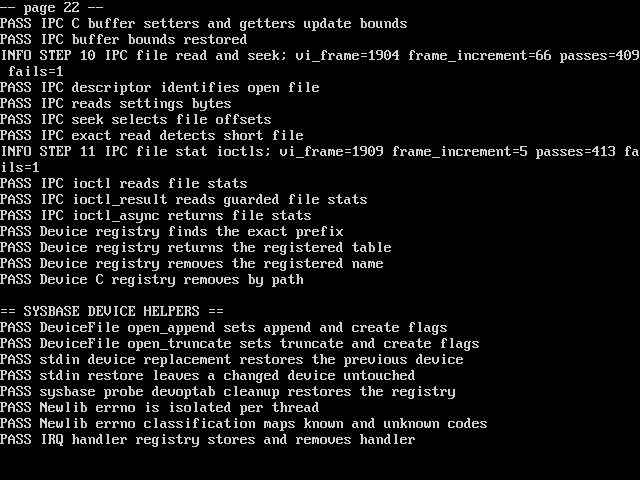 -- page 22 --
PASS IPC C buffer setters and getters update bounds
PASS IPC buffer bounds restored
INFO STEP 10 IPC file read and seek; vi_frame=1904 frame_increment=66 passes=409
 fails=1
PASS IPC descriptor identifies open file
PASS IPC reads settings bytes
PASS IPC seek selects file offsets
PASS IPC exact read detects short file
INFO STEP 11 IPC file stat ioctls; vi_frame=1909 frame_increment=5 passes=413 fa
ils=1
PASS IPC ioctl reads file stats
PASS IPC ioctl_result reads guarded file stats
PASS IPC ioctl_async returns file stats
PASS Device registry finds the exact prefix
PASS Device registry returns the registered table
PASS Device registry removes the registered name
PASS Device C registry removes by path

== SYSBASE DEVICE HELPERS ==
PASS DeviceFile open_append sets append and create flags
PASS DeviceFile open_truncate sets truncate and create flags
PASS stdin device replacement restores the previous device
PASS stdin restore leaves a changed device untouched
PASS sysbase probe devoptab cleanup restores the registry
PASS Newlib errno is isolated per thread
PASS Newlib errno classification maps known and unknown codes
PASS IRQ handler registry stores and removes handler